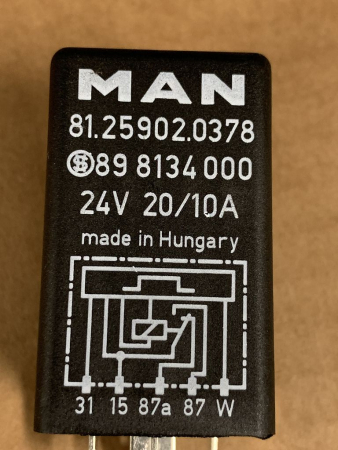 MAN
81.25902.0378
89 8134 000
24V 20/10A
made in Hungary
31 15 87a 87 W